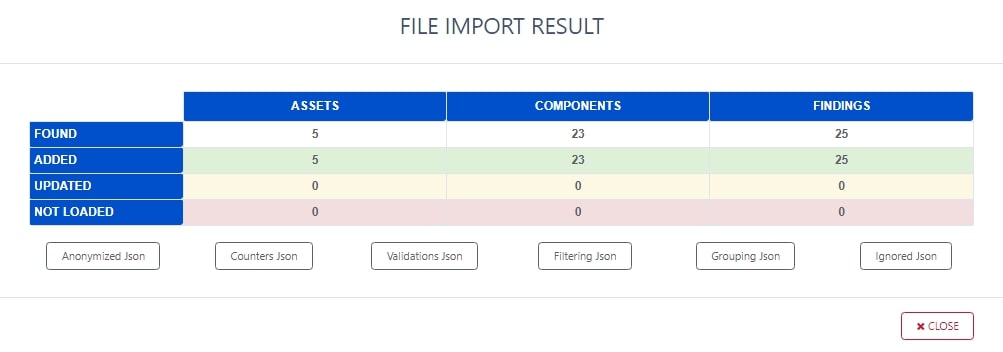 FILE IMPORT RESULT
ASSETS COMPONENTS FINDINGS
FOUND 5 23 25
ADDED 5 23 25
UPDATED 0 0 0
NOT LOADED 0 0 0
Anonymized Json Counters Json Validations Json Filtering Json Grouping Json Ignored Json
✖ CLOSE